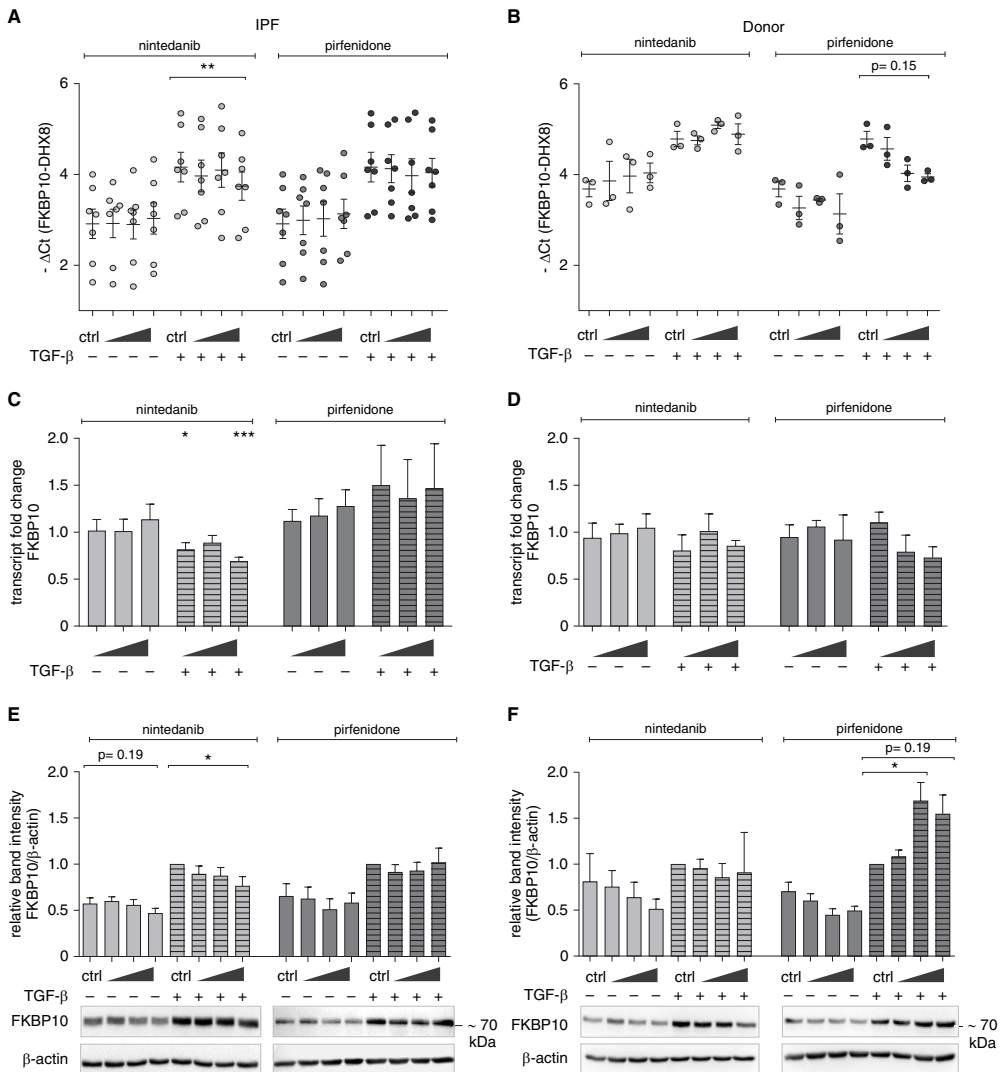 A
IPF
nintedanib
pirfenidone
**
6
4
2
- ΔCt (FKBP10-DHX8)
ctrl ctrl ctrl ctrl
TGF-β − − − − + + + + − − − − + + + +
B
Donor
nintedanib
pirfenidone
p= 0.15
6
4
2
- ΔCt (FKBP10-DHX8)
ctrl ctrl ctrl ctrl
TGF-β − − − − + + + + − − − − + + + +
C
nintedanib
pirfenidone
* ***
2.0
1.5
1.0
0.5
0
transcript fold change
FKBP10
TGF-β − − − + + + − − − + + +
D
nintedanib
pirfenidone
2.0
1.5
1.0
0.5
0
transcript fold change
FKBP10
TGF-β − − − + + + − − − + + +
E
nintedanib
pirfenidone
p= 0.19
*
2.0
1.5
1.0
0.5
0
relative band intensity
FKBP10/β-actin)
ctrl ctrl ctrl ctrl
TGF-β − − − − + + + + − − − − + + + +
FKBP10
~ 70
kDa
β-actin
F
nintedanib
pirfenidone
p= 0.19
*
2.0
1.5
1.0
0.5
0
relative band intensity
(FKBP10/β-actin)
ctrl ctrl ctrl ctrl
TGF-β − − − − + + + + − − − − + + + +
FKBP10
~ 70
kDa
β-actin